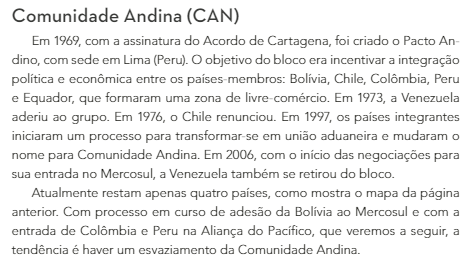 Comunidade Andina (CAN)
Em 1969, com a assinatura do Acordo de Cartagena, foi criado o Pacto An-
dino, com sede em Lima (Peru). O objetivo do bloco era incentivar a integração
política e econômica entre os países-membros: Bolívia, Chile, Colômbia, Peru
e Equador, que formaram uma zona de livre-comércio. Em 1973, a Venezuela
aderiu ao grupo. Em 1976, o Chile renunciou. Em 1997, os países integrantes
iniciaram um processo para transformar-se em união aduaneira e mudaram o
nome para Comunidade Andina. Em 2006, com o início das negociações para
sua entrada no Mercosul, a Venezuela também se retirou do bloco.
Atualmente restam apenas quatro países, como mostra o mapa da página
anterior. Com processo em curso de adesão da Bolívia ao Mercosul e com a
entrada de Colômbia e Peru na Aliança do Pacífico, que veremos a seguir, a
tendência é haver um esvaziamento da Comunidade Andina.